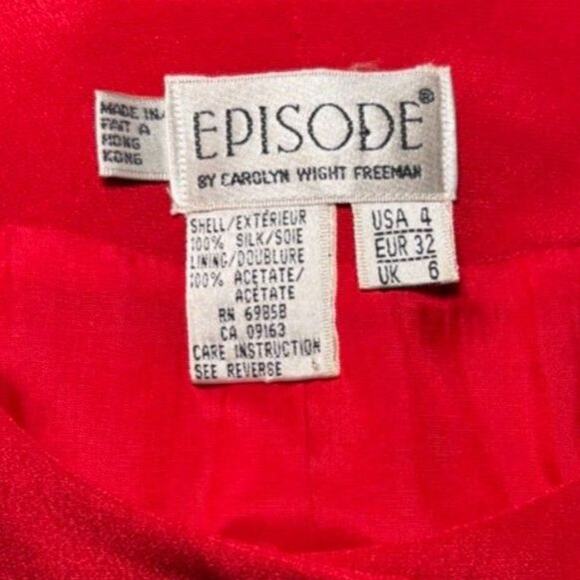 MADE IN/
FAIT A
HONG
KONG
EPISODE®
BY CAROLYN WIGHT FREEMAN
SHELL/EXTÉRIEUR
100% SILK/SOIE
LINING/DOUBLURE
100% ACETATE/
ACÉTATE
RN 69858
CA 09163
CARE INSTRUCTION
SEE REVERSE
USA 4
EUR 32
UK 6